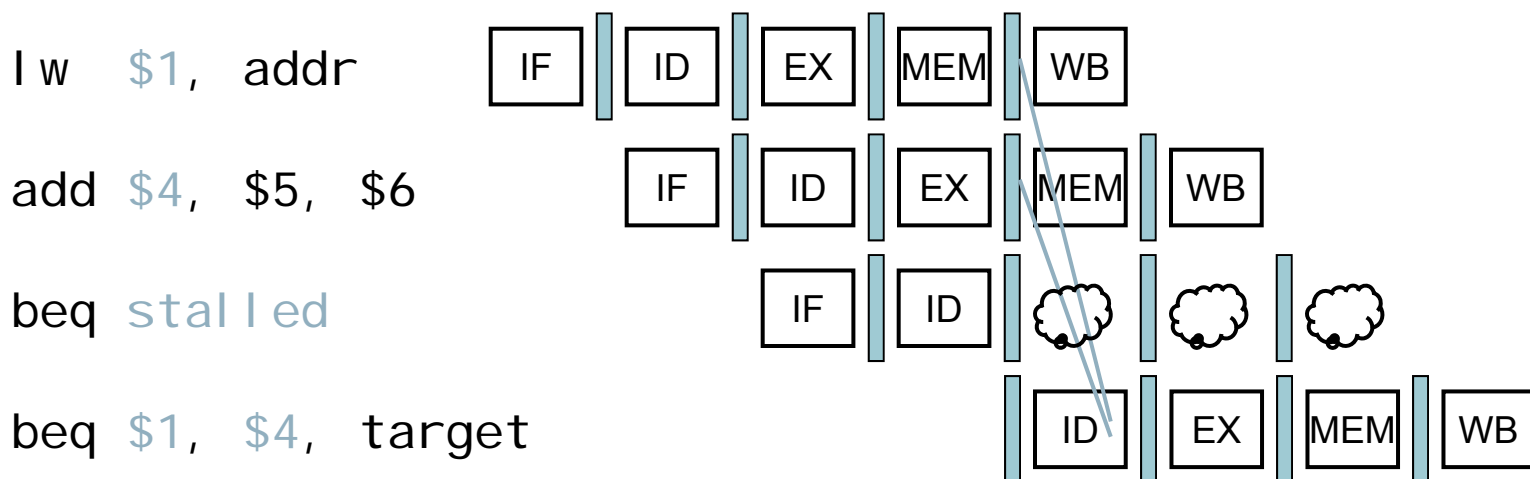 lw $1, addr IF ID EX MEM WB
add $4, $5, $6 IF ID EX MEM WB
beq stalled IF ID
beq $1, $4, target ID EX MEM WB